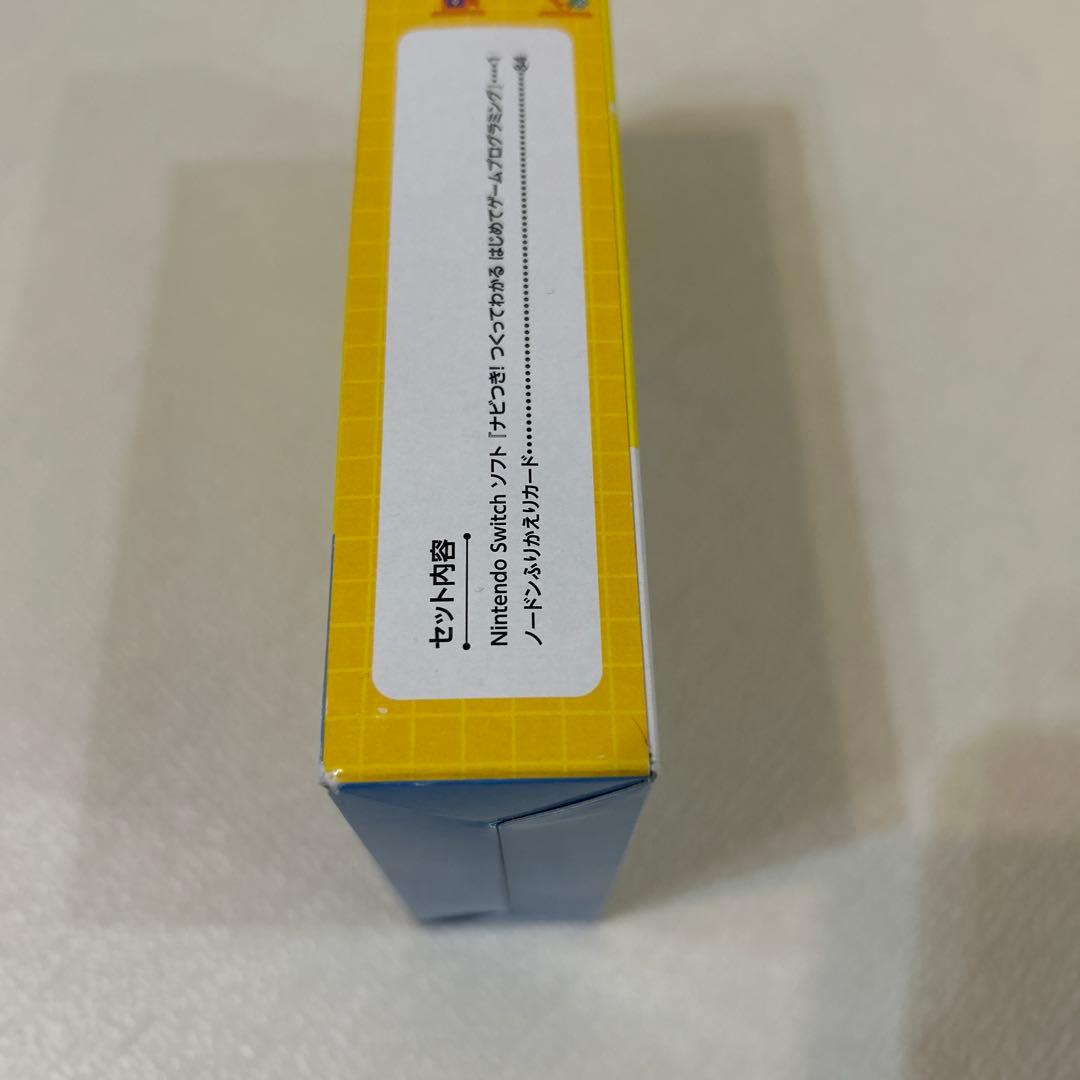 セット内容
Nintendo Switch ソフト『ナビつき! つくってわかる はじめてゲームプログラミング』……1
ノードンふりかえりカード……………………………………………84